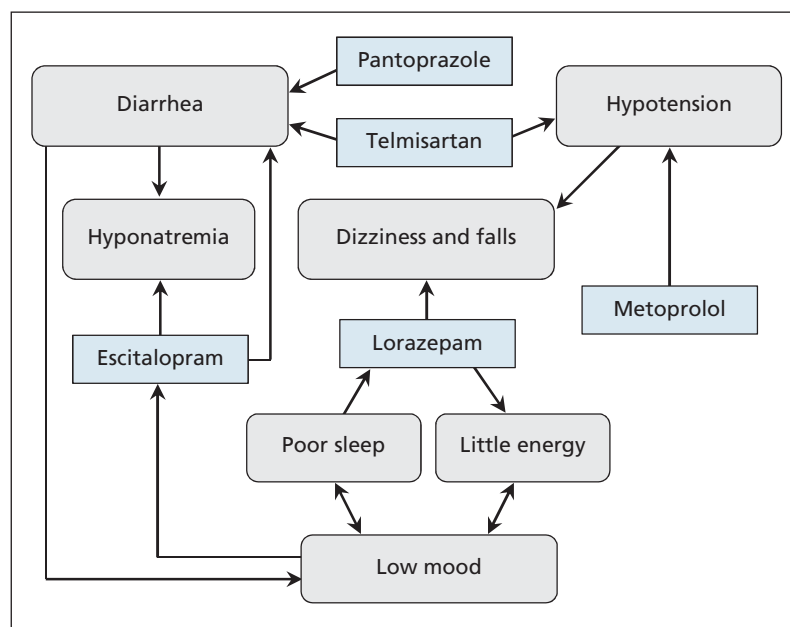 Pantoprazole
Diarrhea
Hypotension
Telmisartan
Hyponatremia
Dizziness and falls
Metoprolol
Escitalopram
Lorazepam
Poor sleep
Little energy
Low mood